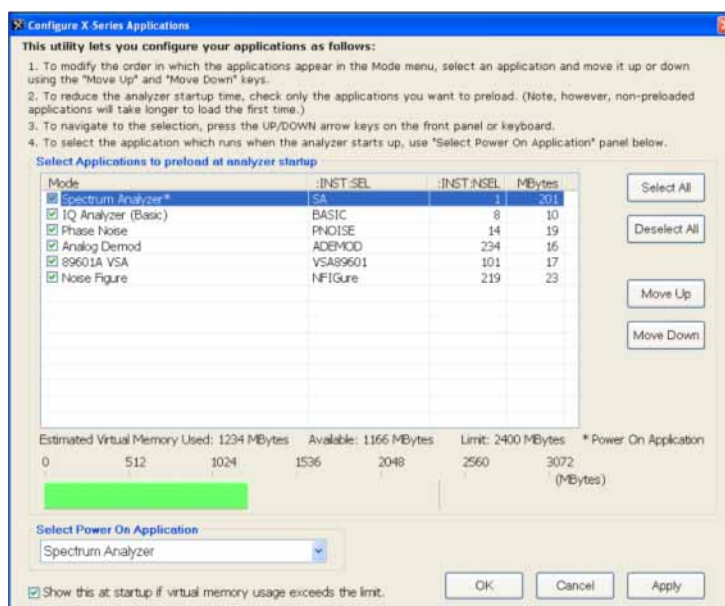 Configure X-Series Applications
This utility lets you configure your applications as follows:
1. To modify the order in which the applications appear in the Mode menu, select an application and move it up or down
using the "Move Up" and "Move Down" keys.
2. To reduce the analyzer startup time, check only the applications you want to preload. (Note, however, non-preloaded
applications will take longer to load the first time.)
3. To navigate to the selection, press the UP/DOWN arrow keys on the front panel or keyboard.
4. To select the application which runs when the analyzer starts up, use "Select Power On Application" panel below.
Select Applications to preload at analyzer startup
Mode :INST:SEL :INST:NSEL MBytes
Spectrum Analyzer* SA 1 201
IQ Analyzer (Basic) BASIC 8 10
Phase Noise PNOISE 14 19
Analog Demod ADEMOD 234 16
89601A VSA VSA89601 101 17
Noise Figure NFIGure 219 23
Select All
Deselect All
Move Up
Move Down
Estimated Virtual Memory Used: 1234 MBytes Available: 1166 MBytes Limit: 2400 MBytes * Power On Application
0 512 1024 1536 2048 2560 3072
(MBytes)
Select Power On Application
Spectrum Analyzer
Show this at startup if virtual memory usage exceeds the limit.
OK Cancel Apply